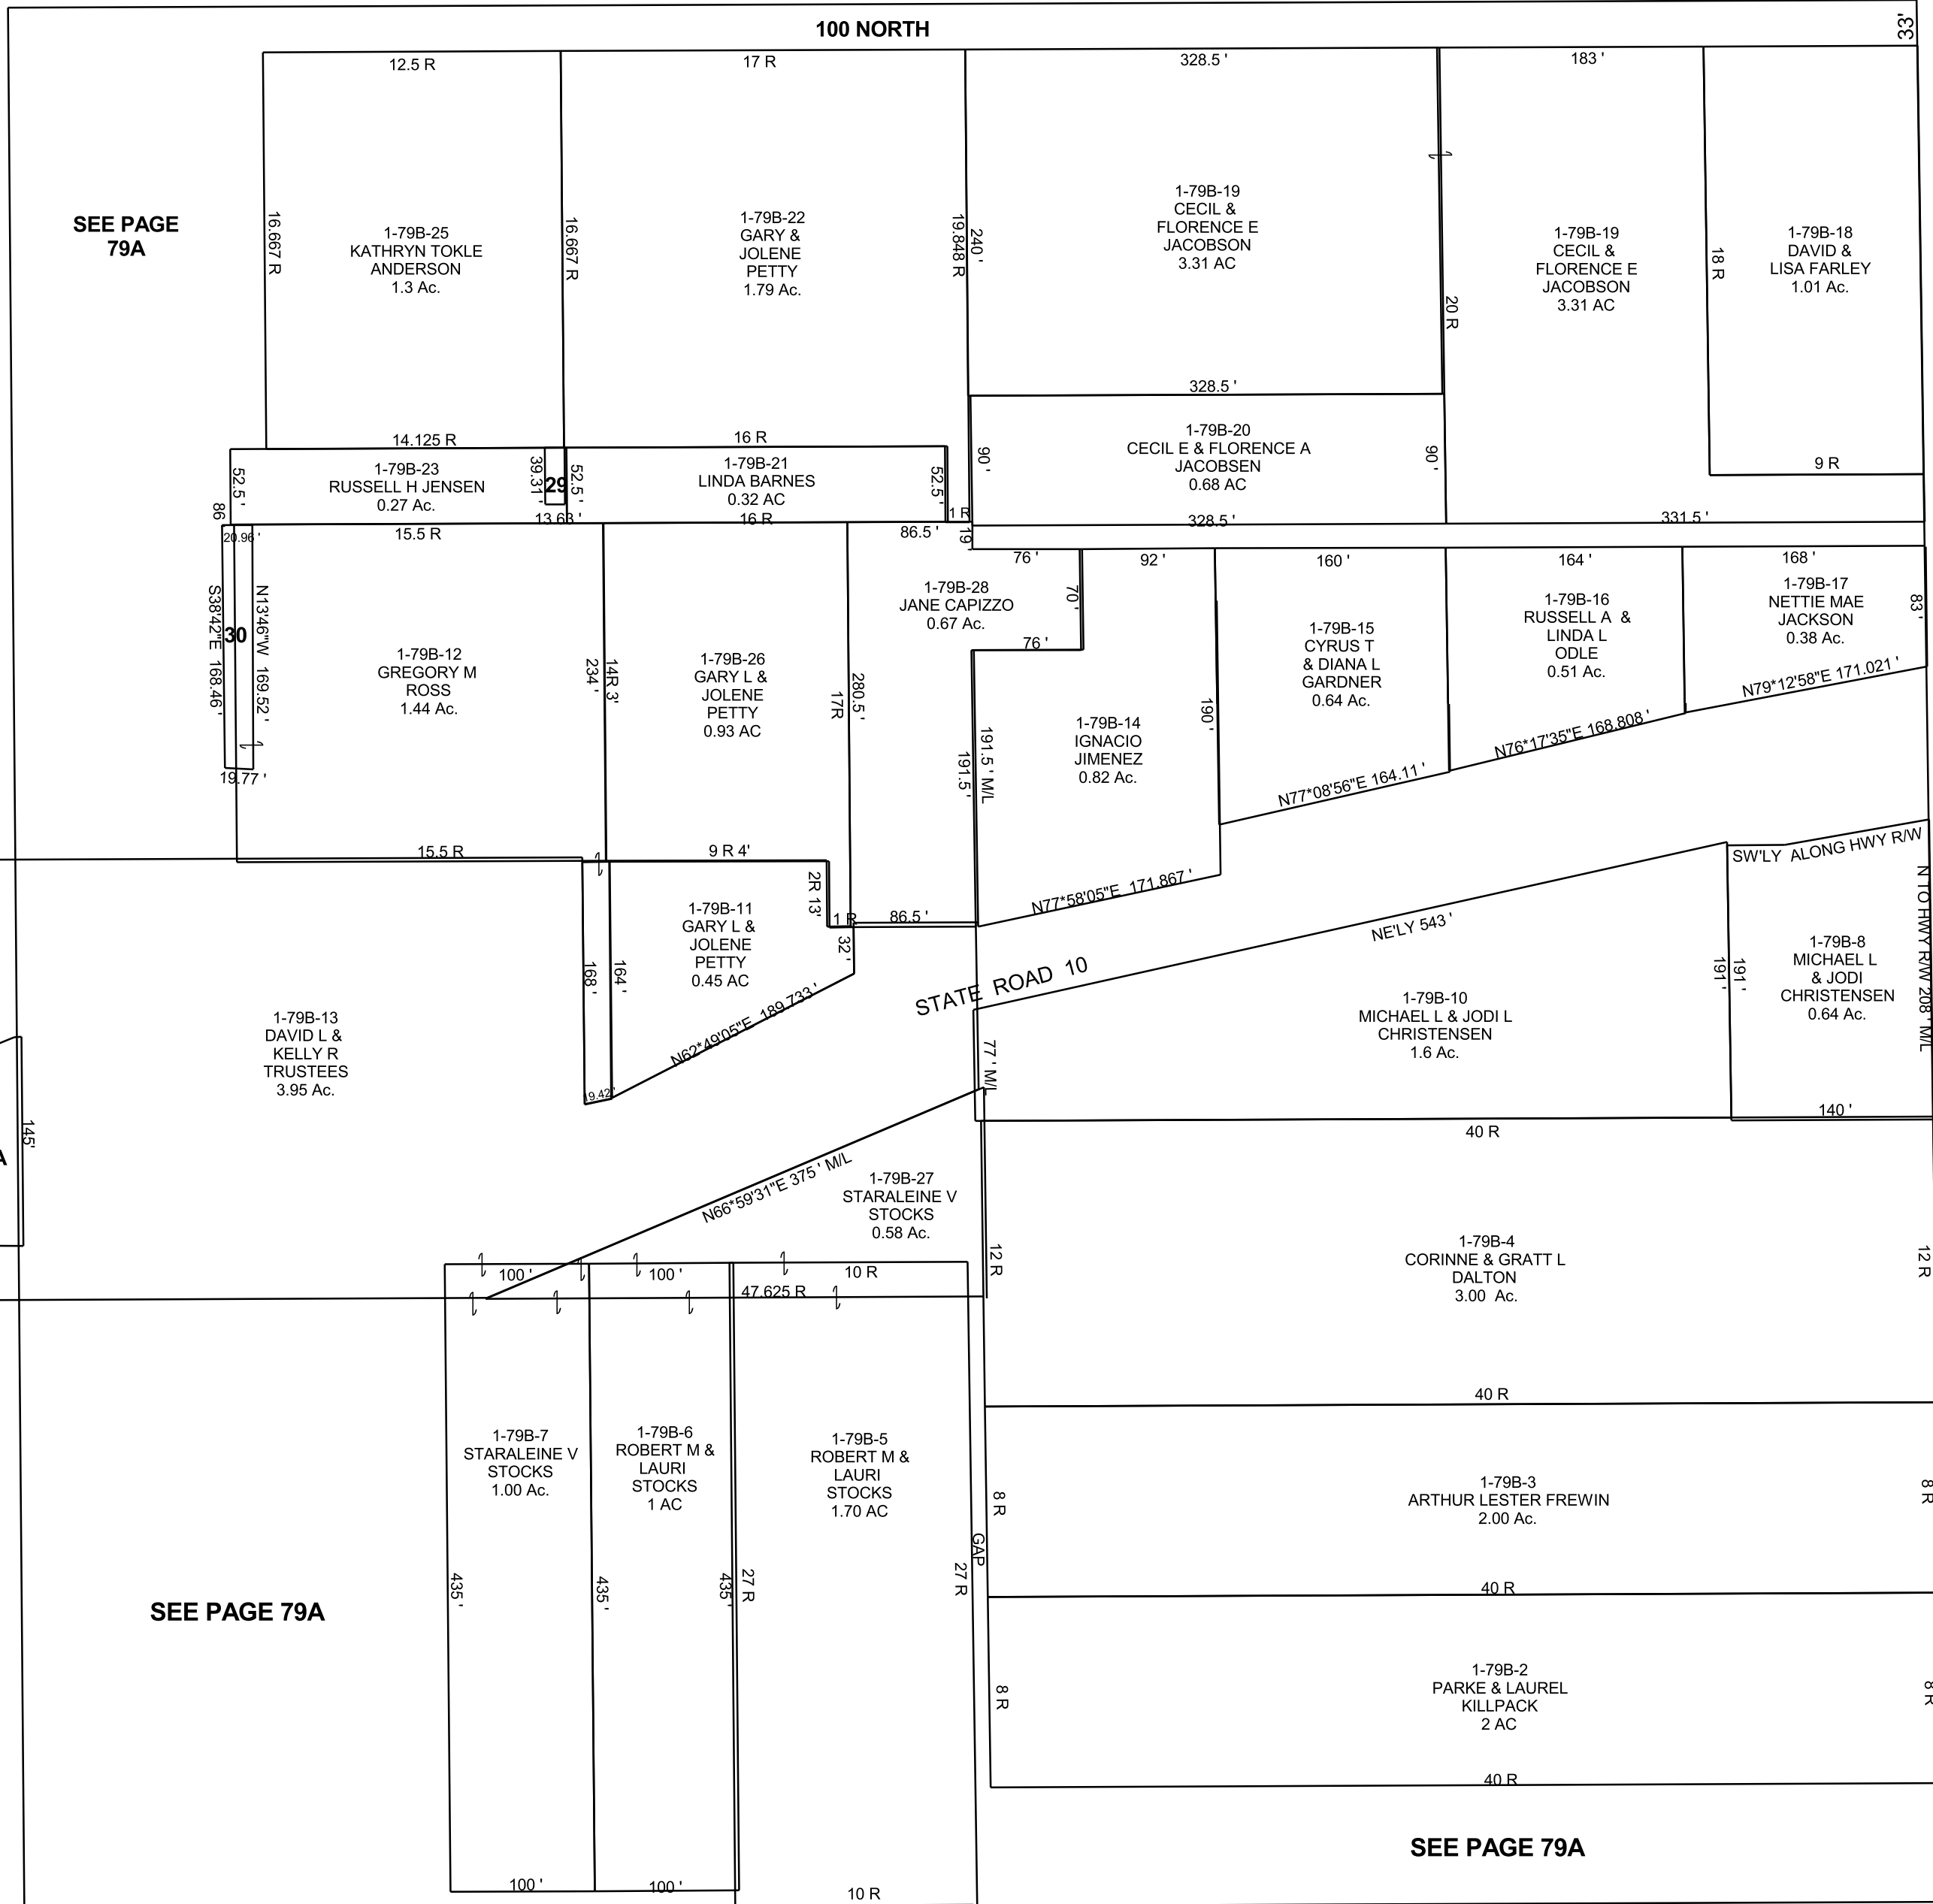 100 NORTH
33'
12.5 R
17 R
328.5 '
183 '
SEE PAGE
79A
16.667 R
1-79B-25
KATHRYN TOKLE
ANDERSON
1.3 Ac.
16.667 R
1-79B-22
GARY &
JOLENE
PETTY
1.79 Ac.
19.848 R
240 '
1-79B-19
CECIL &
FLORENCE E
JACOBSON
3.31 AC
20 R
1-79B-19
CECIL &
FLORENCE E
JACOBSON
3.31 AC
18 R
1-79B-18
DAVID &
LISA FARLEY
1.01 Ac.
328.5 '
14.125 R
16 R
9 R
52.5 '
1-79B-23
RUSSELL H JENSEN
0.27 Ac.
39.31 '
29
52.5 '
1-79B-21
LINDA BARNES
0.32 AC
52.5 '
90 '
1-79B-20
CECIL E & FLORENCE A
JACOBSEN
0.68 AC
90 '
86
13.63 '
16 R
1 R
328.5 '
331.5 '
20.96 '
15.5 R
86.5 '
19 '
76 '
92 '
160 '
164 '
168 '
S38'42"E  168.46 '
30
N13'46"W  169.52 '
19.77 '
1-79B-12
GREGORY M
ROSS
1.44 Ac.
234 '
14R 3'
1-79B-26
GARY L &
JOLENE
PETTY
0.93 AC
17R
280.5 '
1-79B-28
JANE CAPIZZO
0.67 Ac.
70 '
76 '
191.5 '
191.5 ' M/L
1-79B-14
IGNACIO
JIMENEZ
0.82 Ac.
190 '
1-79B-15
CYRUS T
& DIANA L
GARDNER
0.64 Ac.
1-79B-16
RUSSELL A  &
LINDA L
ODLE
0.51 Ac.
1-79B-17
NETTIE MAE
JACKSON
0.38 Ac.
83 '
N79*12'58"E 171.021 '
N76*17'35"E 168.808 '
N77*08'56"E 164.11 '
N77*58'05"E  171.867 '
15.5 R
9 R 4'
2R 13'
1 R
86.5 '
32 '
168 '
164 '
1-79B-11
GARY L &
JOLENE
PETTY
0.45 AC
19.42'
N62*49'05"E  189.733 '
STATE  ROAD  10
NE'LY 543 '
SW'LY  ALONG HWY R/W
N TO HWY R/W 208 ' M/L
191 '
191 '
1-79B-8
MICHAEL L
& JODI
CHRISTENSEN
0.64 Ac.
1-79B-10
MICHAEL L & JODI L
CHRISTENSEN
1.6 Ac.
77 ' M/L
140 '
40 R
1-79B-13
DAVID L &
KELLY R
TRUSTEES
3.95 Ac.
145'
A
N66*59'31"E 375 ' M/L
1-79B-27
STARALEINE V
STOCKS
0.58 Ac.
100 '
100 '
10 R
47.625 R
12 R
1-79B-4
CORINNE & GRATT L
DALTON
3.00  Ac.
12 R
40 R
1-79B-7
STARALEINE V
STOCKS
1.00 Ac.
1-79B-6
ROBERT M &
LAURI
STOCKS
1 AC
1-79B-5
ROBERT M &
LAURI
STOCKS
1.70 AC
8 R
1-79B-3
ARTHUR LESTER FREWIN
2.00 Ac.
8 R
GAP
435 '
435 '
435 '
27 R
27 R
40 R
SEE PAGE 79A
8 R
1-79B-2
PARKE & LAUREL
KILLPACK
2 AC
8 R
40 R
SEE PAGE 79A
100 '
100 '
10 R